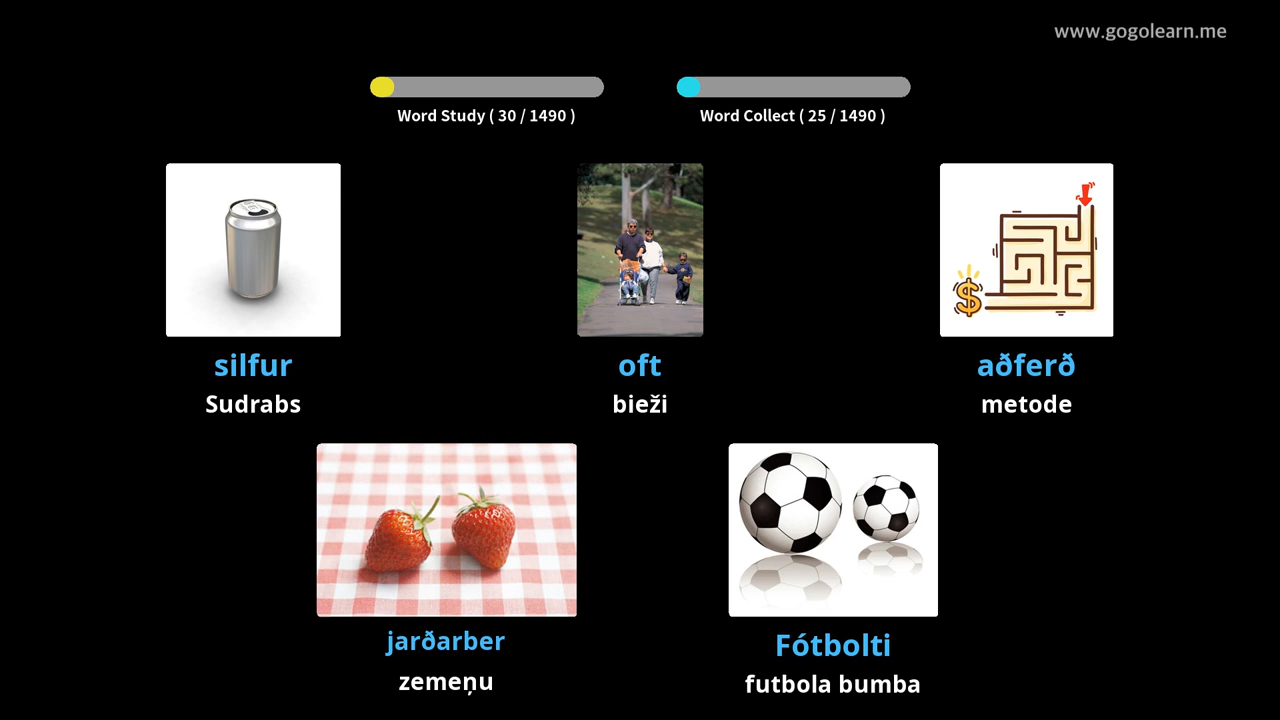 www.gogolearn.me
Word Study ( 30 / 1490 )
Word Collect ( 25 / 1490 )
silfur
Sudrabs
oft
bieži
aðferð
metode
jarðarber
zemeņu
Fótbolti
futbola bumba